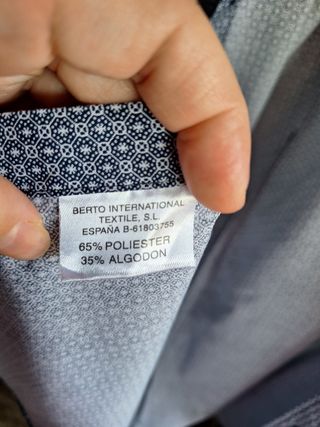 BERTO INTERNATIONAL
TEXTILE, S.L.
ESPAÑA B-61803755
65% POLIESTER
35% ALGODON